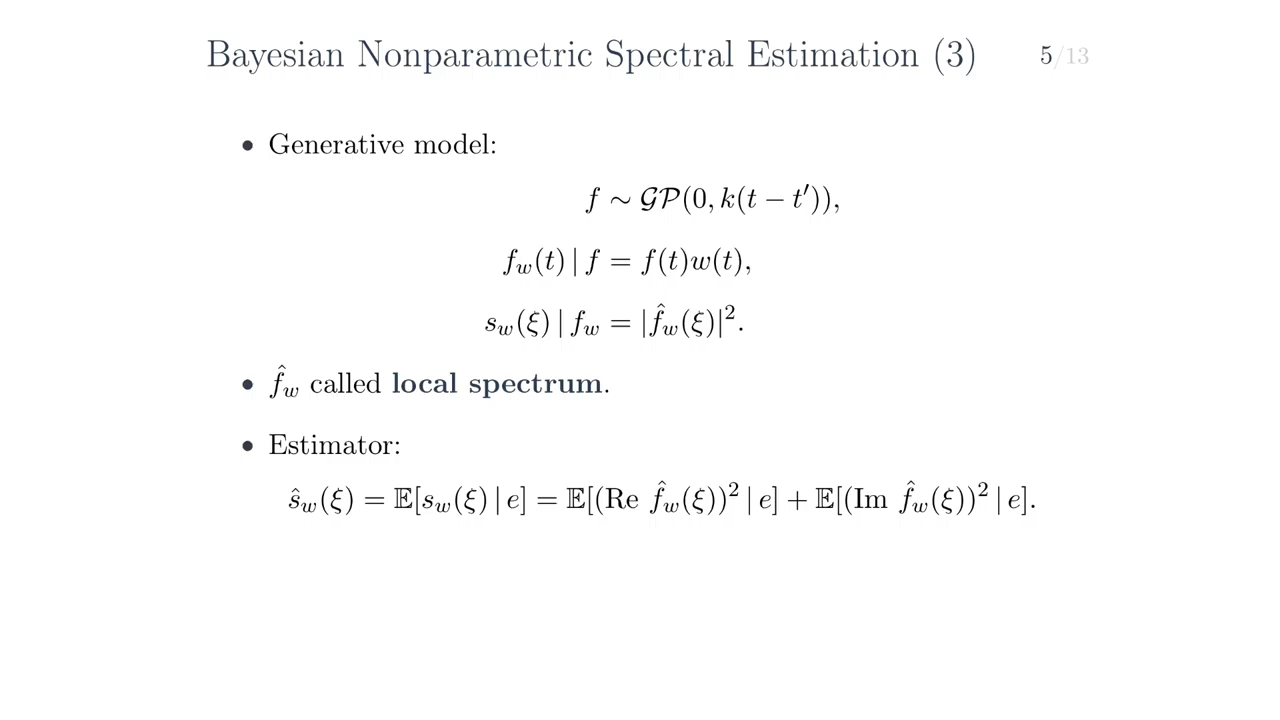 Bayesian Nonparametric Spectral Estimation (3) 5/13
• Generative model:
f ∼ 𝒢𝒫(0, k(t − t′)),
f_w(t) | f = f(t)w(t),
s_w(ξ) | f_w = |f̂_w(ξ)|².
• f̂_w called local spectrum.
• Estimator:
ŝ_w(ξ) = 𝔼[s_w(ξ) | e] = 𝔼[(Re f̂_w(ξ))² | e] + 𝔼[(Im f̂_w(ξ))² | e].